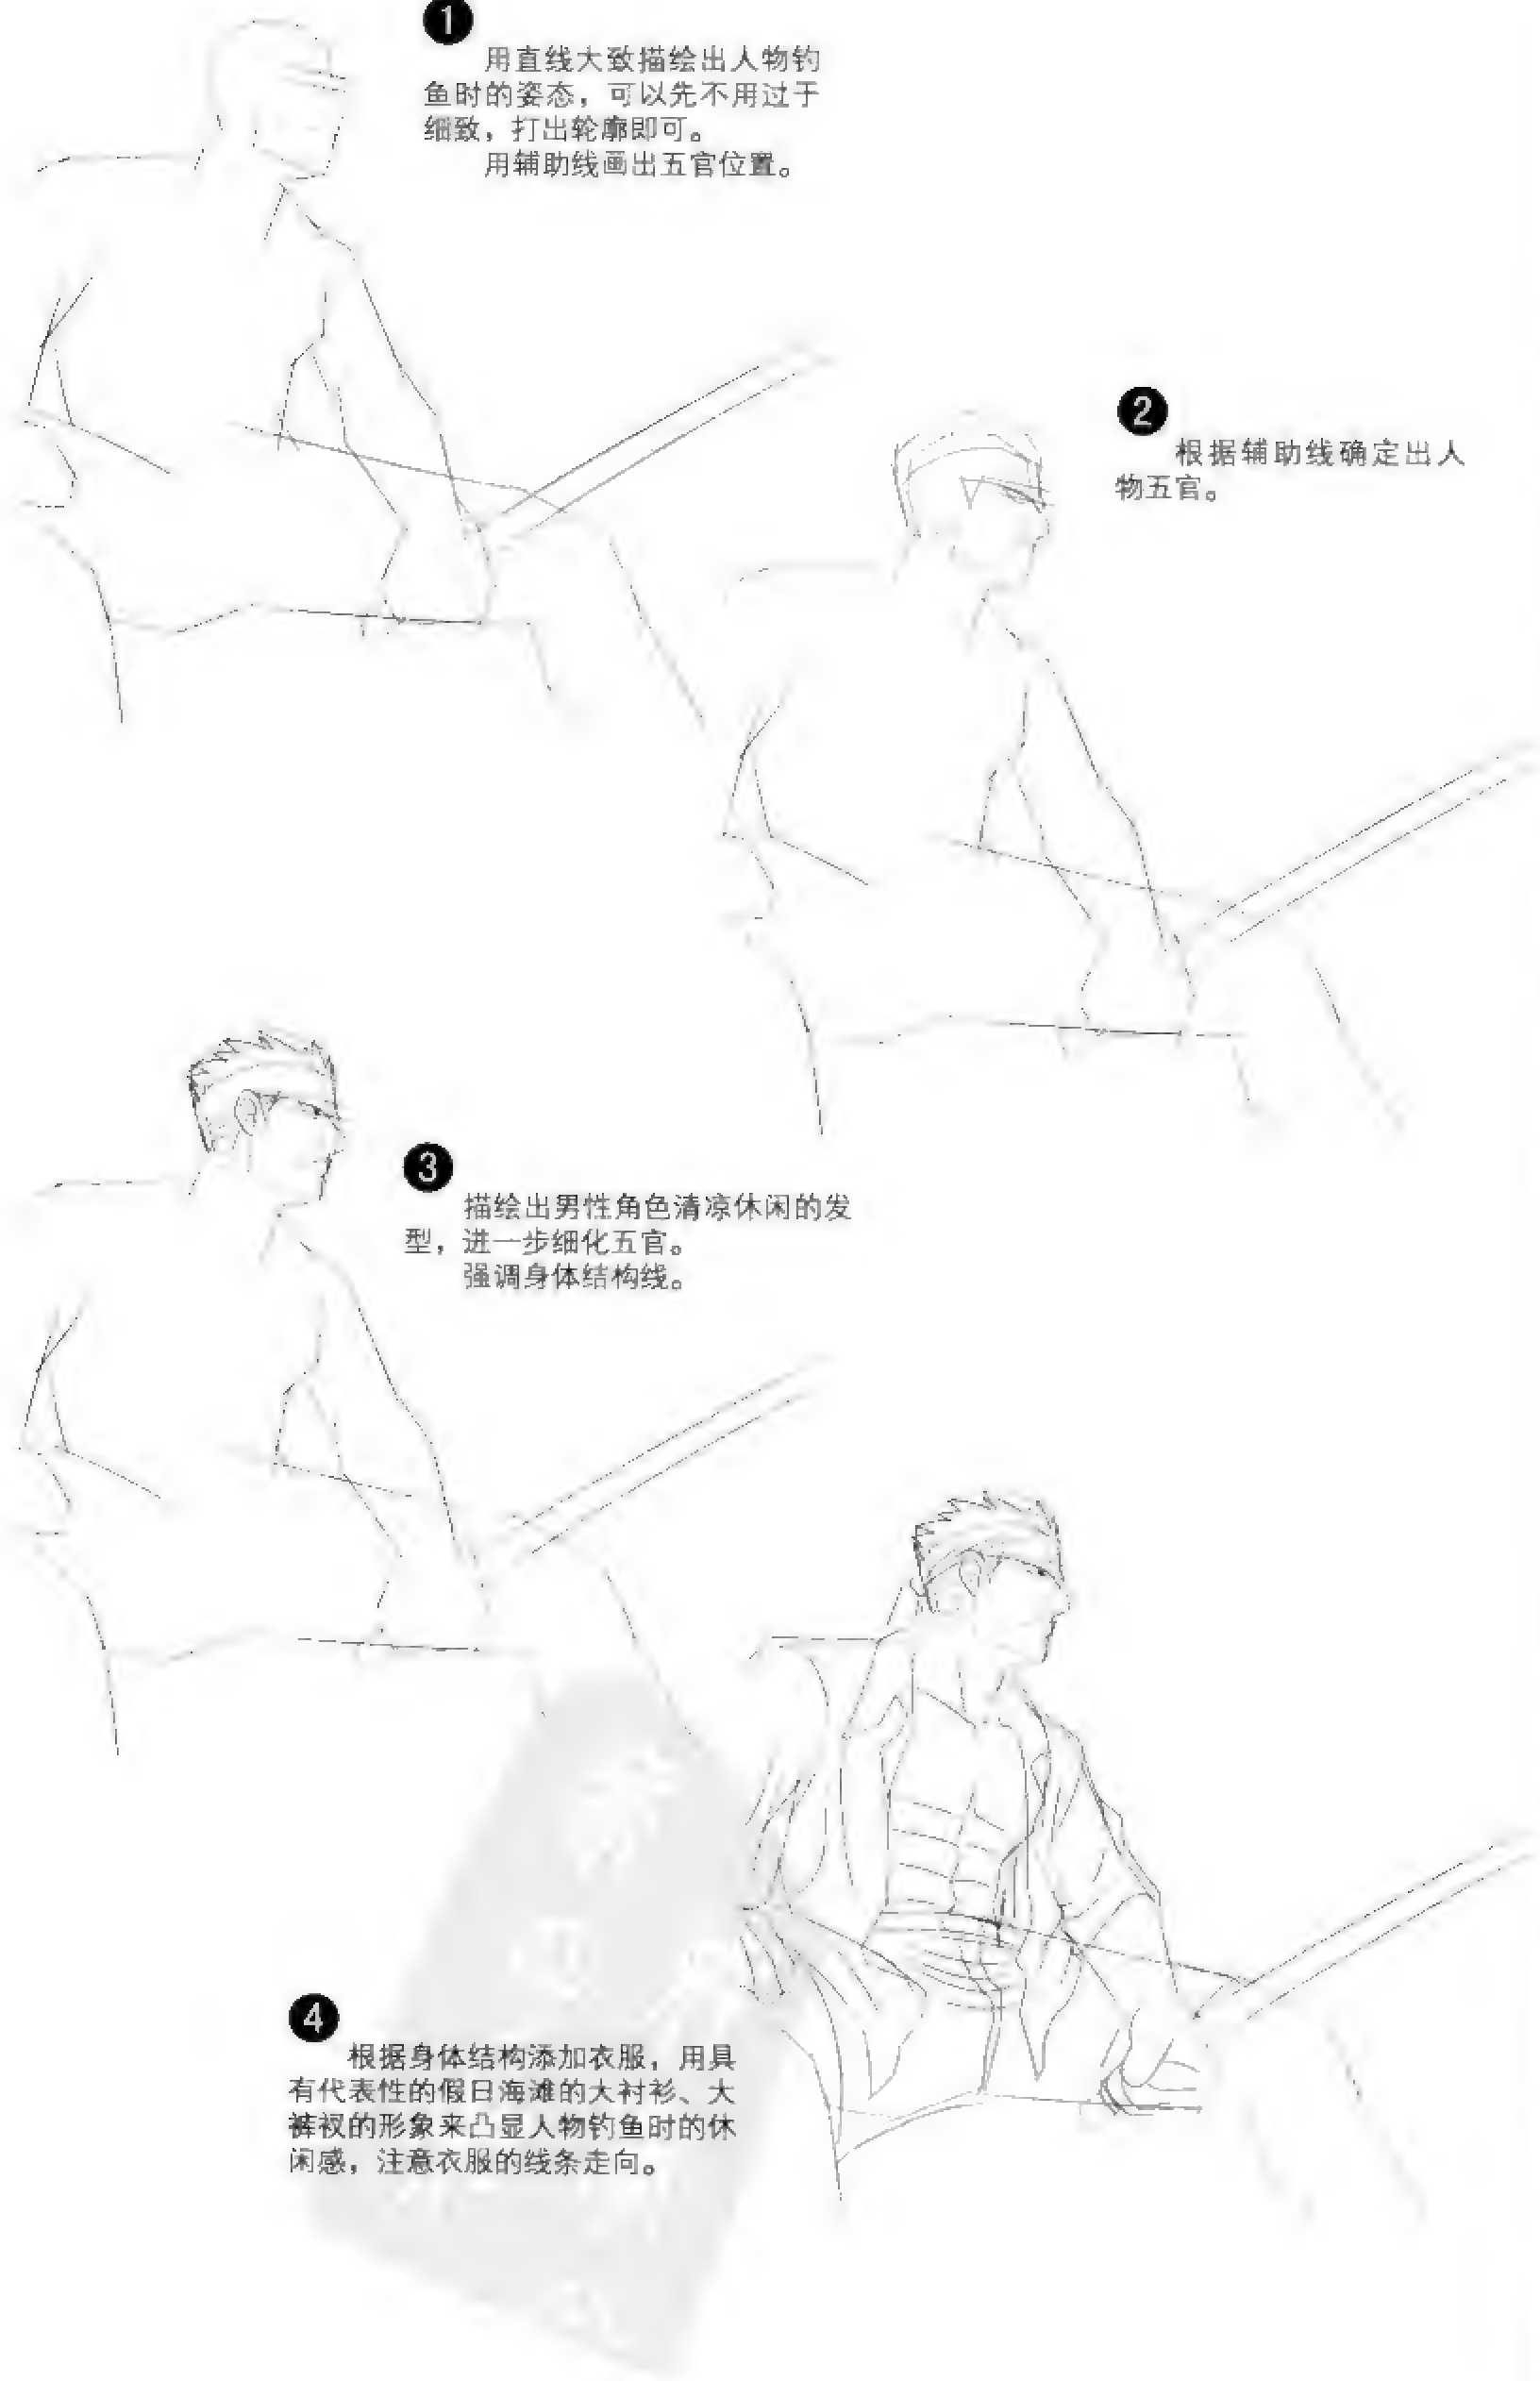 1
用直线大致描绘出人物钓
鱼时的姿态，可以先不用过于
细致，打出轮廓即可。
用辅助线画出五官位置。
2
根据辅助线确定出人
物五官。
3
描绘出男性角色清凉休闲的发
型，进一步细化五官。
强调身体结构线。
4
根据身体结构添加衣服，用具
有代表性的假日海滩的大衬衫、大
裤衩的形象来凸显人物钓鱼时的休
闲感，注意衣服的线条走向。